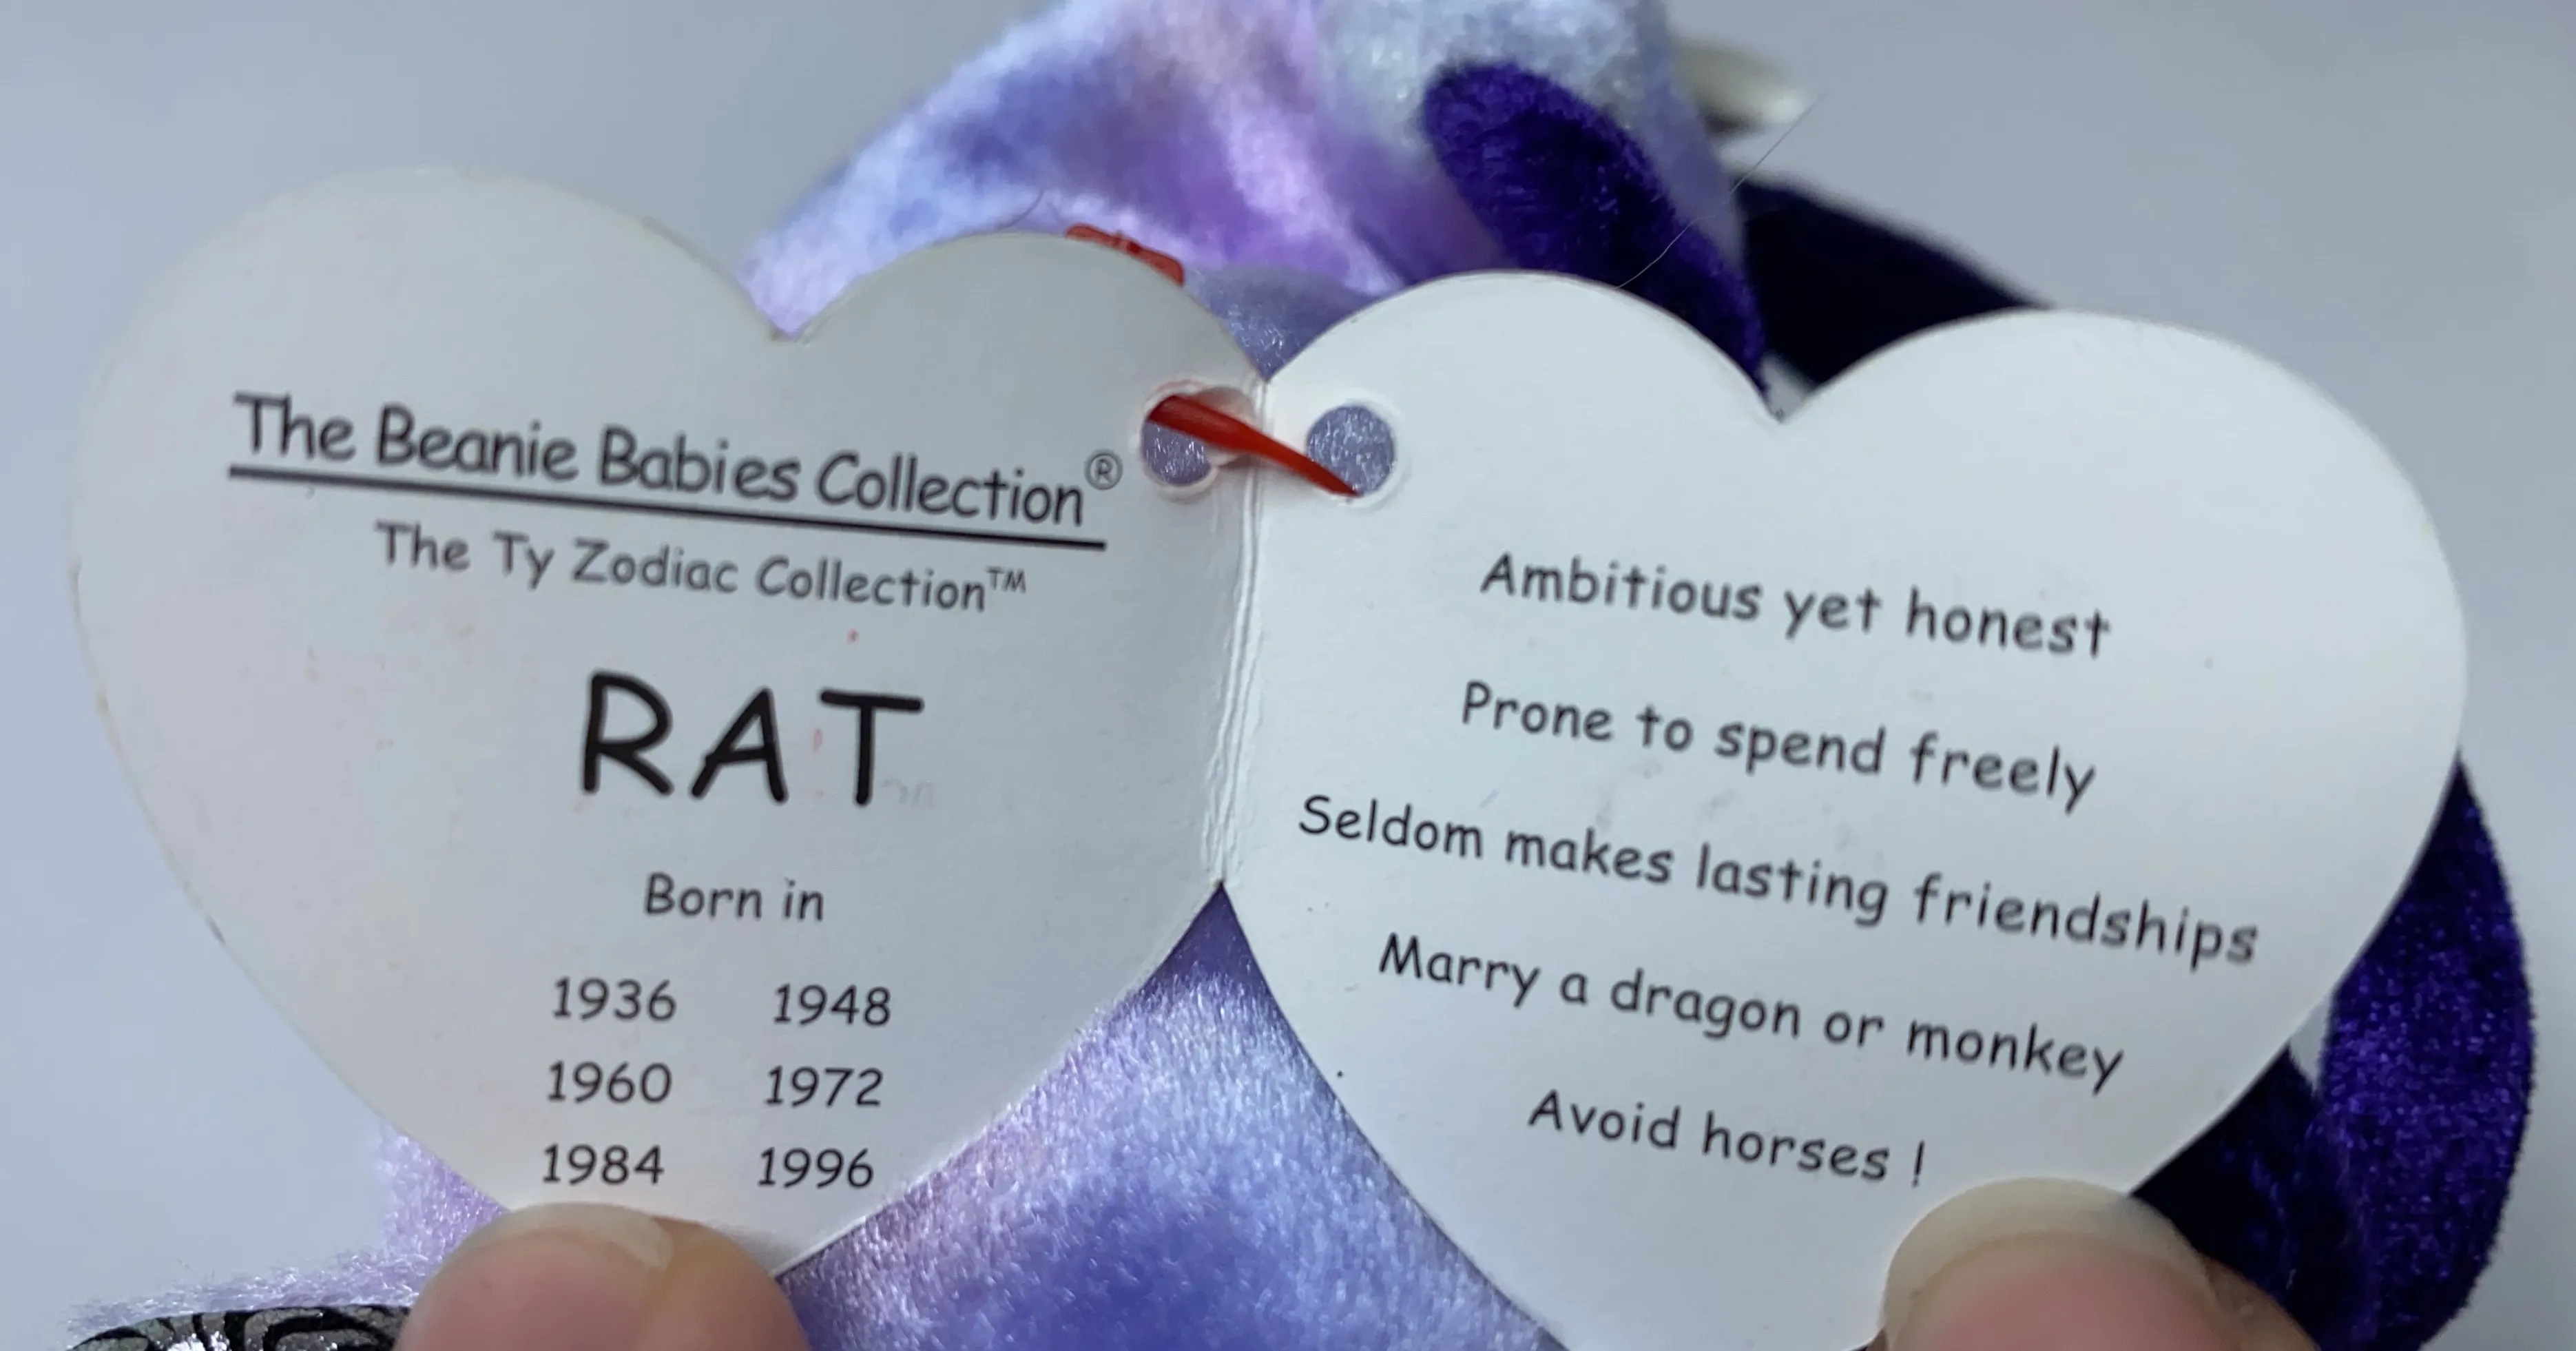 The Beanie Babies Collection®
The Ty Zodiac Collection™
RAT
Born in
1936 1948
1960 1972
1984 1996
Ambitious yet honest
Prone to spend freely
Seldom makes lasting friendships
Marry a dragon or monkey
Avoid horses !